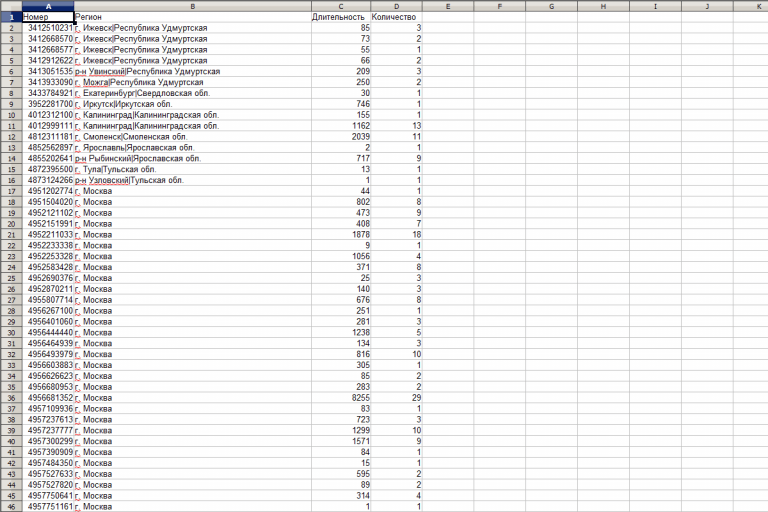 A B C D E F G H I J K
1 Номер Регион Длительность Количество
2 3412510231 г. Ижевск|Республика Удмуртская 85 3
3 3412668570 г. Ижевск|Республика Удмуртская 73 2
4 3412668577 г. Ижевск|Республика Удмуртская 55 1
5 3412912622 г. Ижевск|Республика Удмуртская 66 2
6 3413051535 р-н Увинский|Республика Удмуртская 209 3
7 3413933090 г. Можга|Республика Удмуртская 250 2
8 3433784921 г. Екатеринбург|Свердловская обл. 30 1
9 3952281700 г. Иркутск|Иркутская обл. 746 1
10 4012312100 г. Калининград|Калининградская обл. 155 1
11 4012999111 г. Калининград|Калининградская обл. 1162 13
12 4812311181 г. Смоленск|Смоленская обл. 2039 11
13 4852562897 г. Ярославль|Ярославская обл. 2 1
14 4855202641 р-н Рыбинский|Ярославская обл. 717 9
15 4872395500 г. Тула|Тульская обл. 13 1
16 4873124266 р-н Узловский|Тульская обл. 1 1
17 4951202774 г. Москва 44 1
18 4951504020 г. Москва 802 8
19 4952121102 г. Москва 473 9
20 4952151991 г. Москва 408 7
21 4952211033 г. Москва 1878 18
22 4952233338 г. Москва 9 1
23 4952253328 г. Москва 1056 4
24 4952583428 г. Москва 371 8
25 4952690376 г. Москва 25 3
26 4952870211 г. Москва 140 3
27 4955807714 г. Москва 676 8
28 4956267100 г. Москва 251 1
29 4956401060 г. Москва 281 3
30 4956444440 г. Москва 1238 5
31 4956464939 г. Москва 134 3
32 4956493979 г. Москва 816 10
33 4956603883 г. Москва 305 1
34 4956626623 г. Москва 85 2
35 4956680953 г. Москва 283 2
36 4956681352 г. Москва 8255 29
37 4957109936 г. Москва 83 1
38 4957237613 г. Москва 723 3
39 4957237777 г. Москва 1299 10
40 4957300299 г. Москва 1571 9
41 4957390909 г. Москва 84 1
42 4957484350 г. Москва 15 1
43 4957527633 г. Москва 595 2
44 4957527820 г. Москва 89 2
45 4957750641 г. Москва 314 4
46 4957751161 г. Москва 1 1